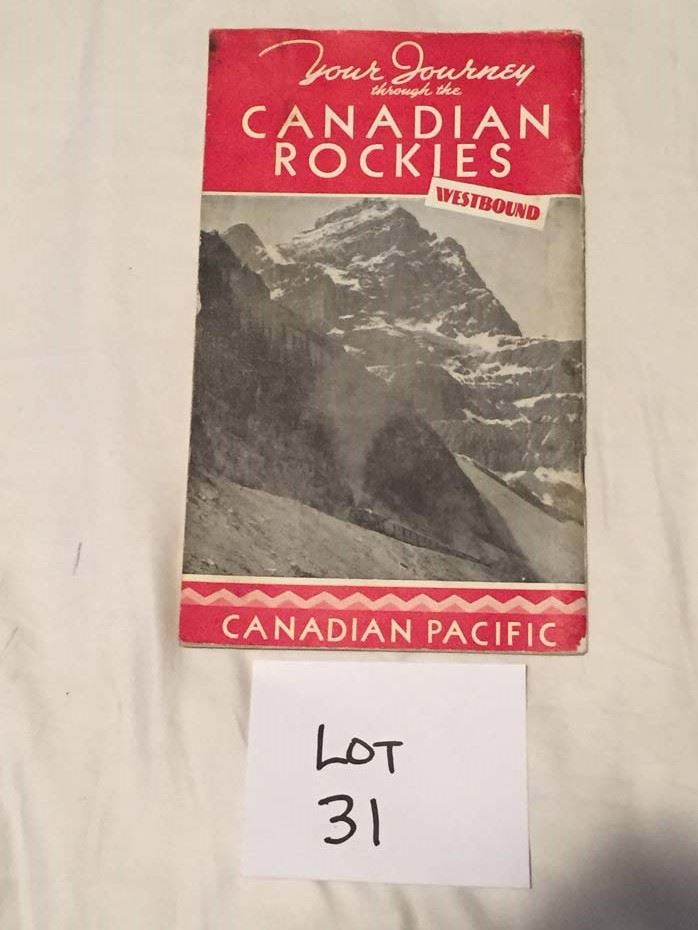 Your Journey
through the
CANADIAN
ROCKIES
WESTBOUND
CANADIAN PACIFIC
LOT
31